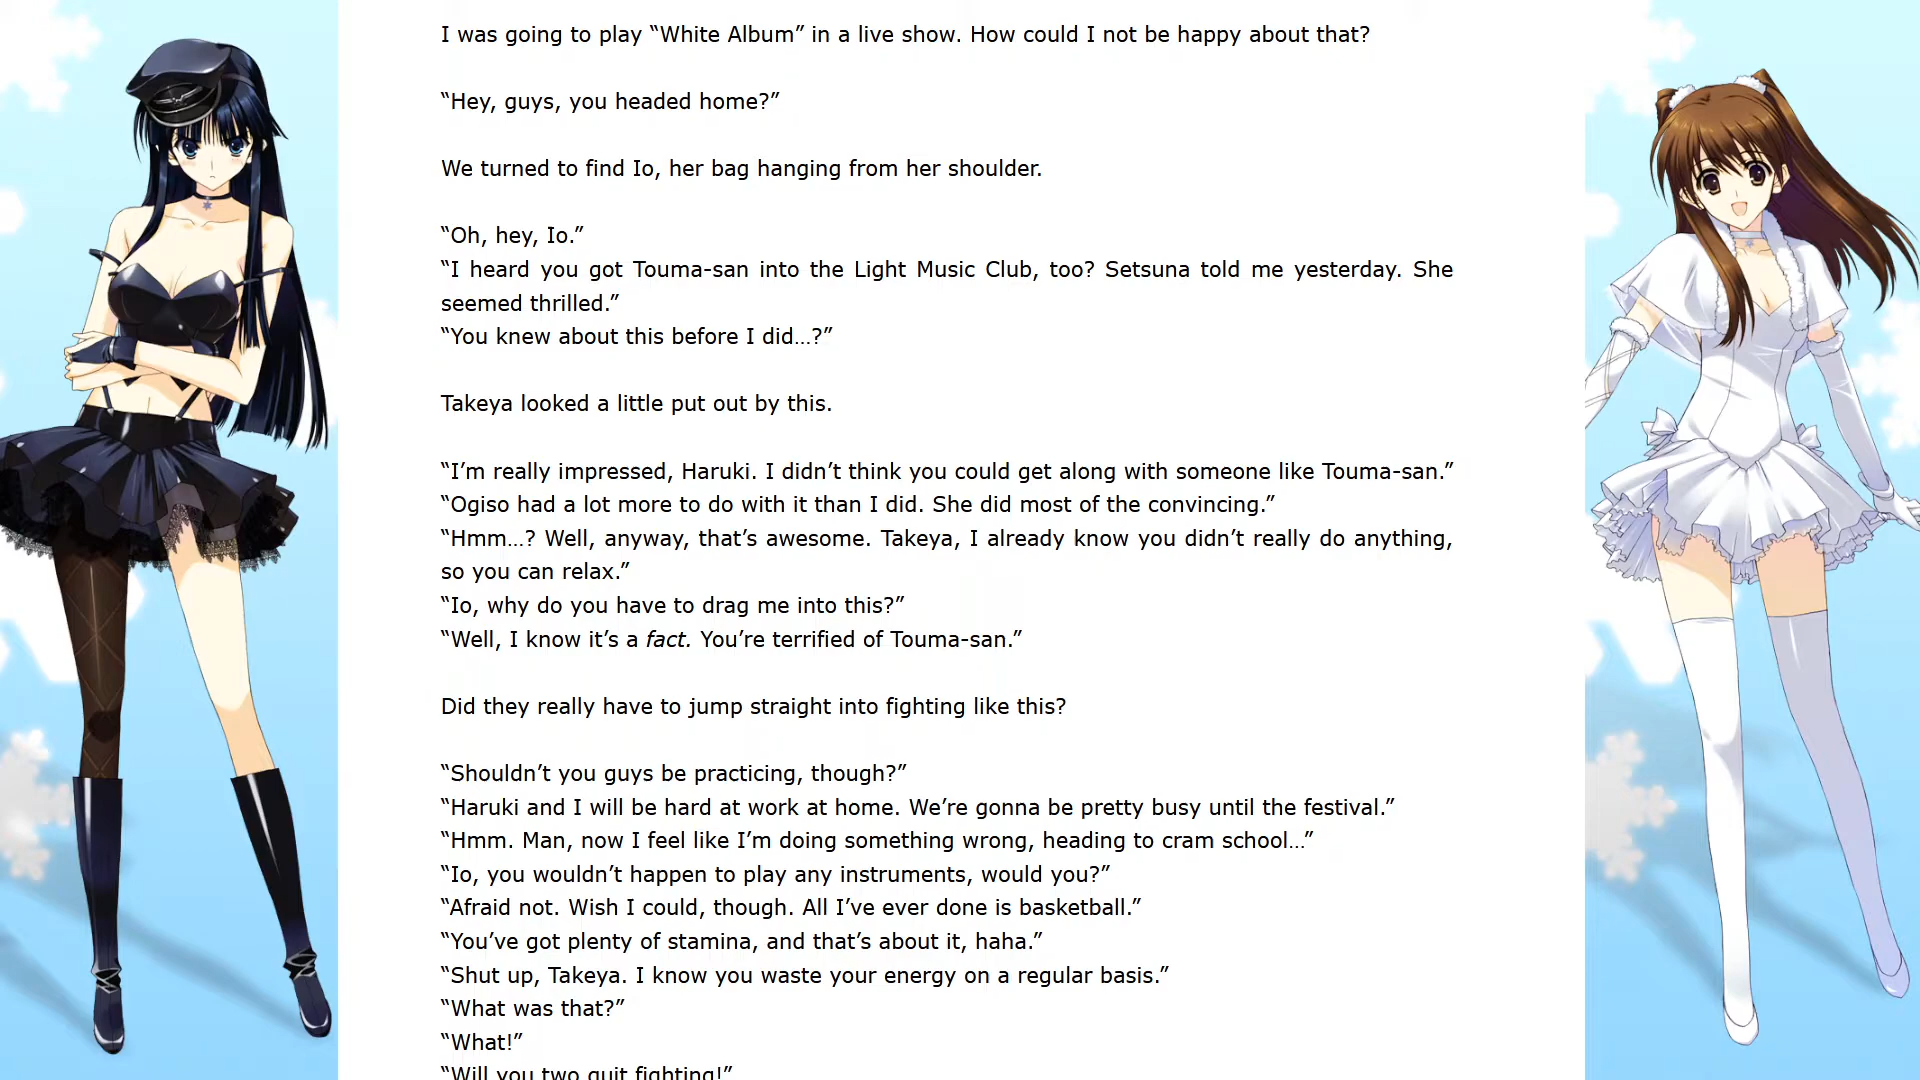 I was going to play “White Album” in a live show. How could I not be happy about that?
“Hey, guys, you headed home?”
We turned to find Io, her bag hanging from her shoulder.
“Oh, hey, Io.”
“I heard you got Touma-san into the Light Music Club, too? Setsuna told me yesterday. She
seemed thrilled.”
“You knew about this before I did…?”
Takeya looked a little put out by this.
“I’m really impressed, Haruki. I didn’t think you could get along with someone like Touma-san.”
“Ogiso had a lot more to do with it than I did. She did most of the convincing.”
“Hmm…? Well, anyway, that’s awesome. Takeya, I already know you didn’t really do anything,
so you can relax.”
“Io, why do you have to drag me into this?”
“Well, I know it’s a fact. You’re terrified of Touma-san.”
Did they really have to jump straight into fighting like this?
“Shouldn’t you guys be practicing, though?”
“Haruki and I will be hard at work at home. We’re gonna be pretty busy until the festival.”
“Hmm. Man, now I feel like I’m doing something wrong, heading to cram school…”
“Io, you wouldn’t happen to play any instruments, would you?”
“Afraid not. Wish I could, though. All I’ve ever done is basketball.”
“You’ve got plenty of stamina, and that’s about it, haha.”
“Shut up, Takeya. I know you waste your energy on a regular basis.”
“What was that?”
“What!”
“Will you two quit fighting!”